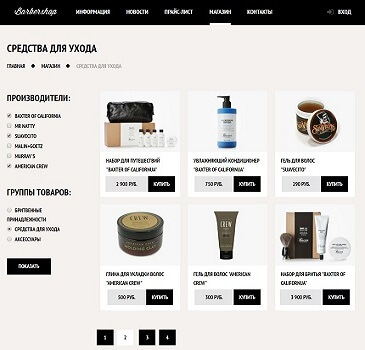 Barbershop ИНФОРМАЦИЯ НОВОСТИ ПРАЙС-ЛИСТ МАГАЗИН КОНТАКТЫ ВХОД
СРЕДСТВА ДЛЯ УХОДА
ГЛАВНАЯ МАГАЗИН СРЕДСТВА ДЛЯ УХОДА
ПРОИЗВОДИТЕЛИ:
BAXTER OF CALIFORNIA
MR NATTY
SUAVECITO
MALIN+GOETZ
MURRAY'S
AMERICAN CREW
ГРУППЫ ТОВАРОВ:
БРИТВЕННЫЕ
ПРИНАДЛЕЖНОСТИ
СРЕДСТВА ДЛЯ УХОДА
АКСЕССУАРЫ
ПОКАЗАТЬ
НАБОР ДЛЯ ПУТЕШЕСТВИЙ
"BAXTER OF CALIFORNIA"
2 900 РУБ. КУПИТЬ
УВЛАЖНЯЮЩИЙ КОНДИЦИОНЕР
"BAXTER OF CALIFORNIA"
750 РУБ. КУПИТЬ
ГЕЛЬ ДЛЯ ВОЛОС
"SUAVECITO"
290 РУБ. КУПИТЬ
CREW
ГЛИНА ДЛЯ УКЛАДКИ ВОЛОС
"AMERICAN CREW"
500 РУБ. КУПИТЬ
CREW
ГЕЛЬ ДЛЯ ВОЛОС "AMERICAN
CREW"
500 РУБ. КУПИТЬ
НАБОР ДЛЯ БРИТЬЯ "BAXTER OF
CALIFORNIA"
3 900 РУБ. КУПИТЬ
1 2 3 4